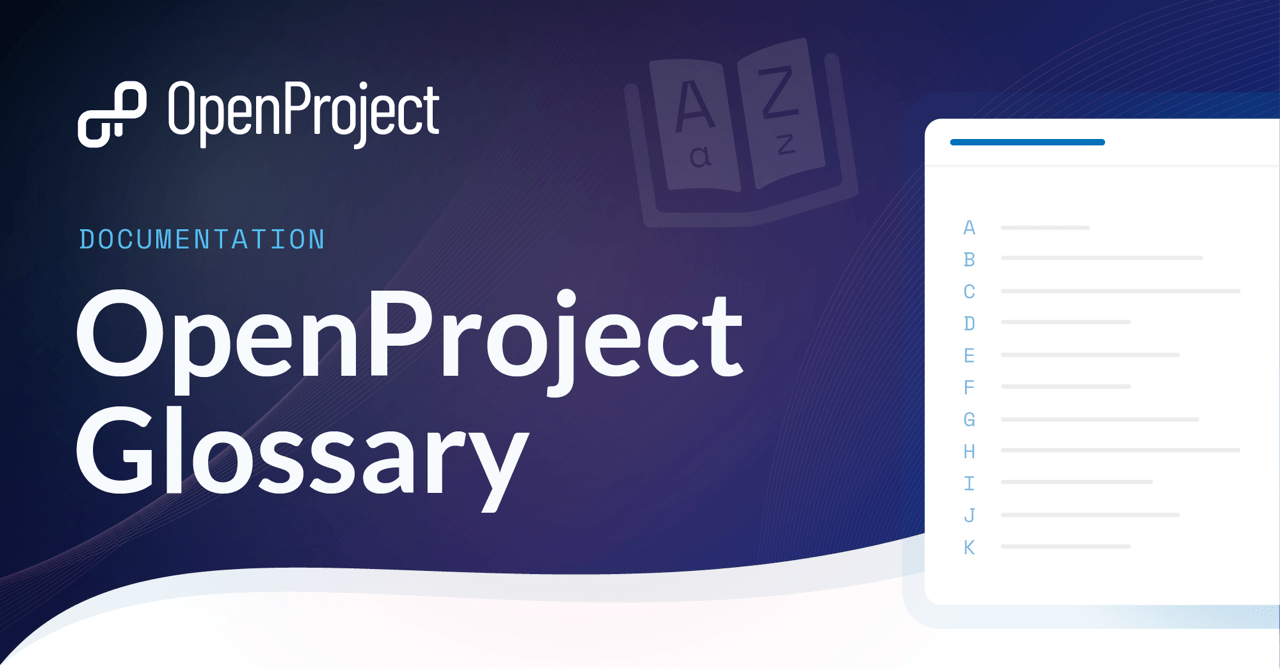 OpenProject
A Z
a z
DOCUMENTATION
OpenProject
Glossary
A
B
C
D
E
F
G
H
I
J
K